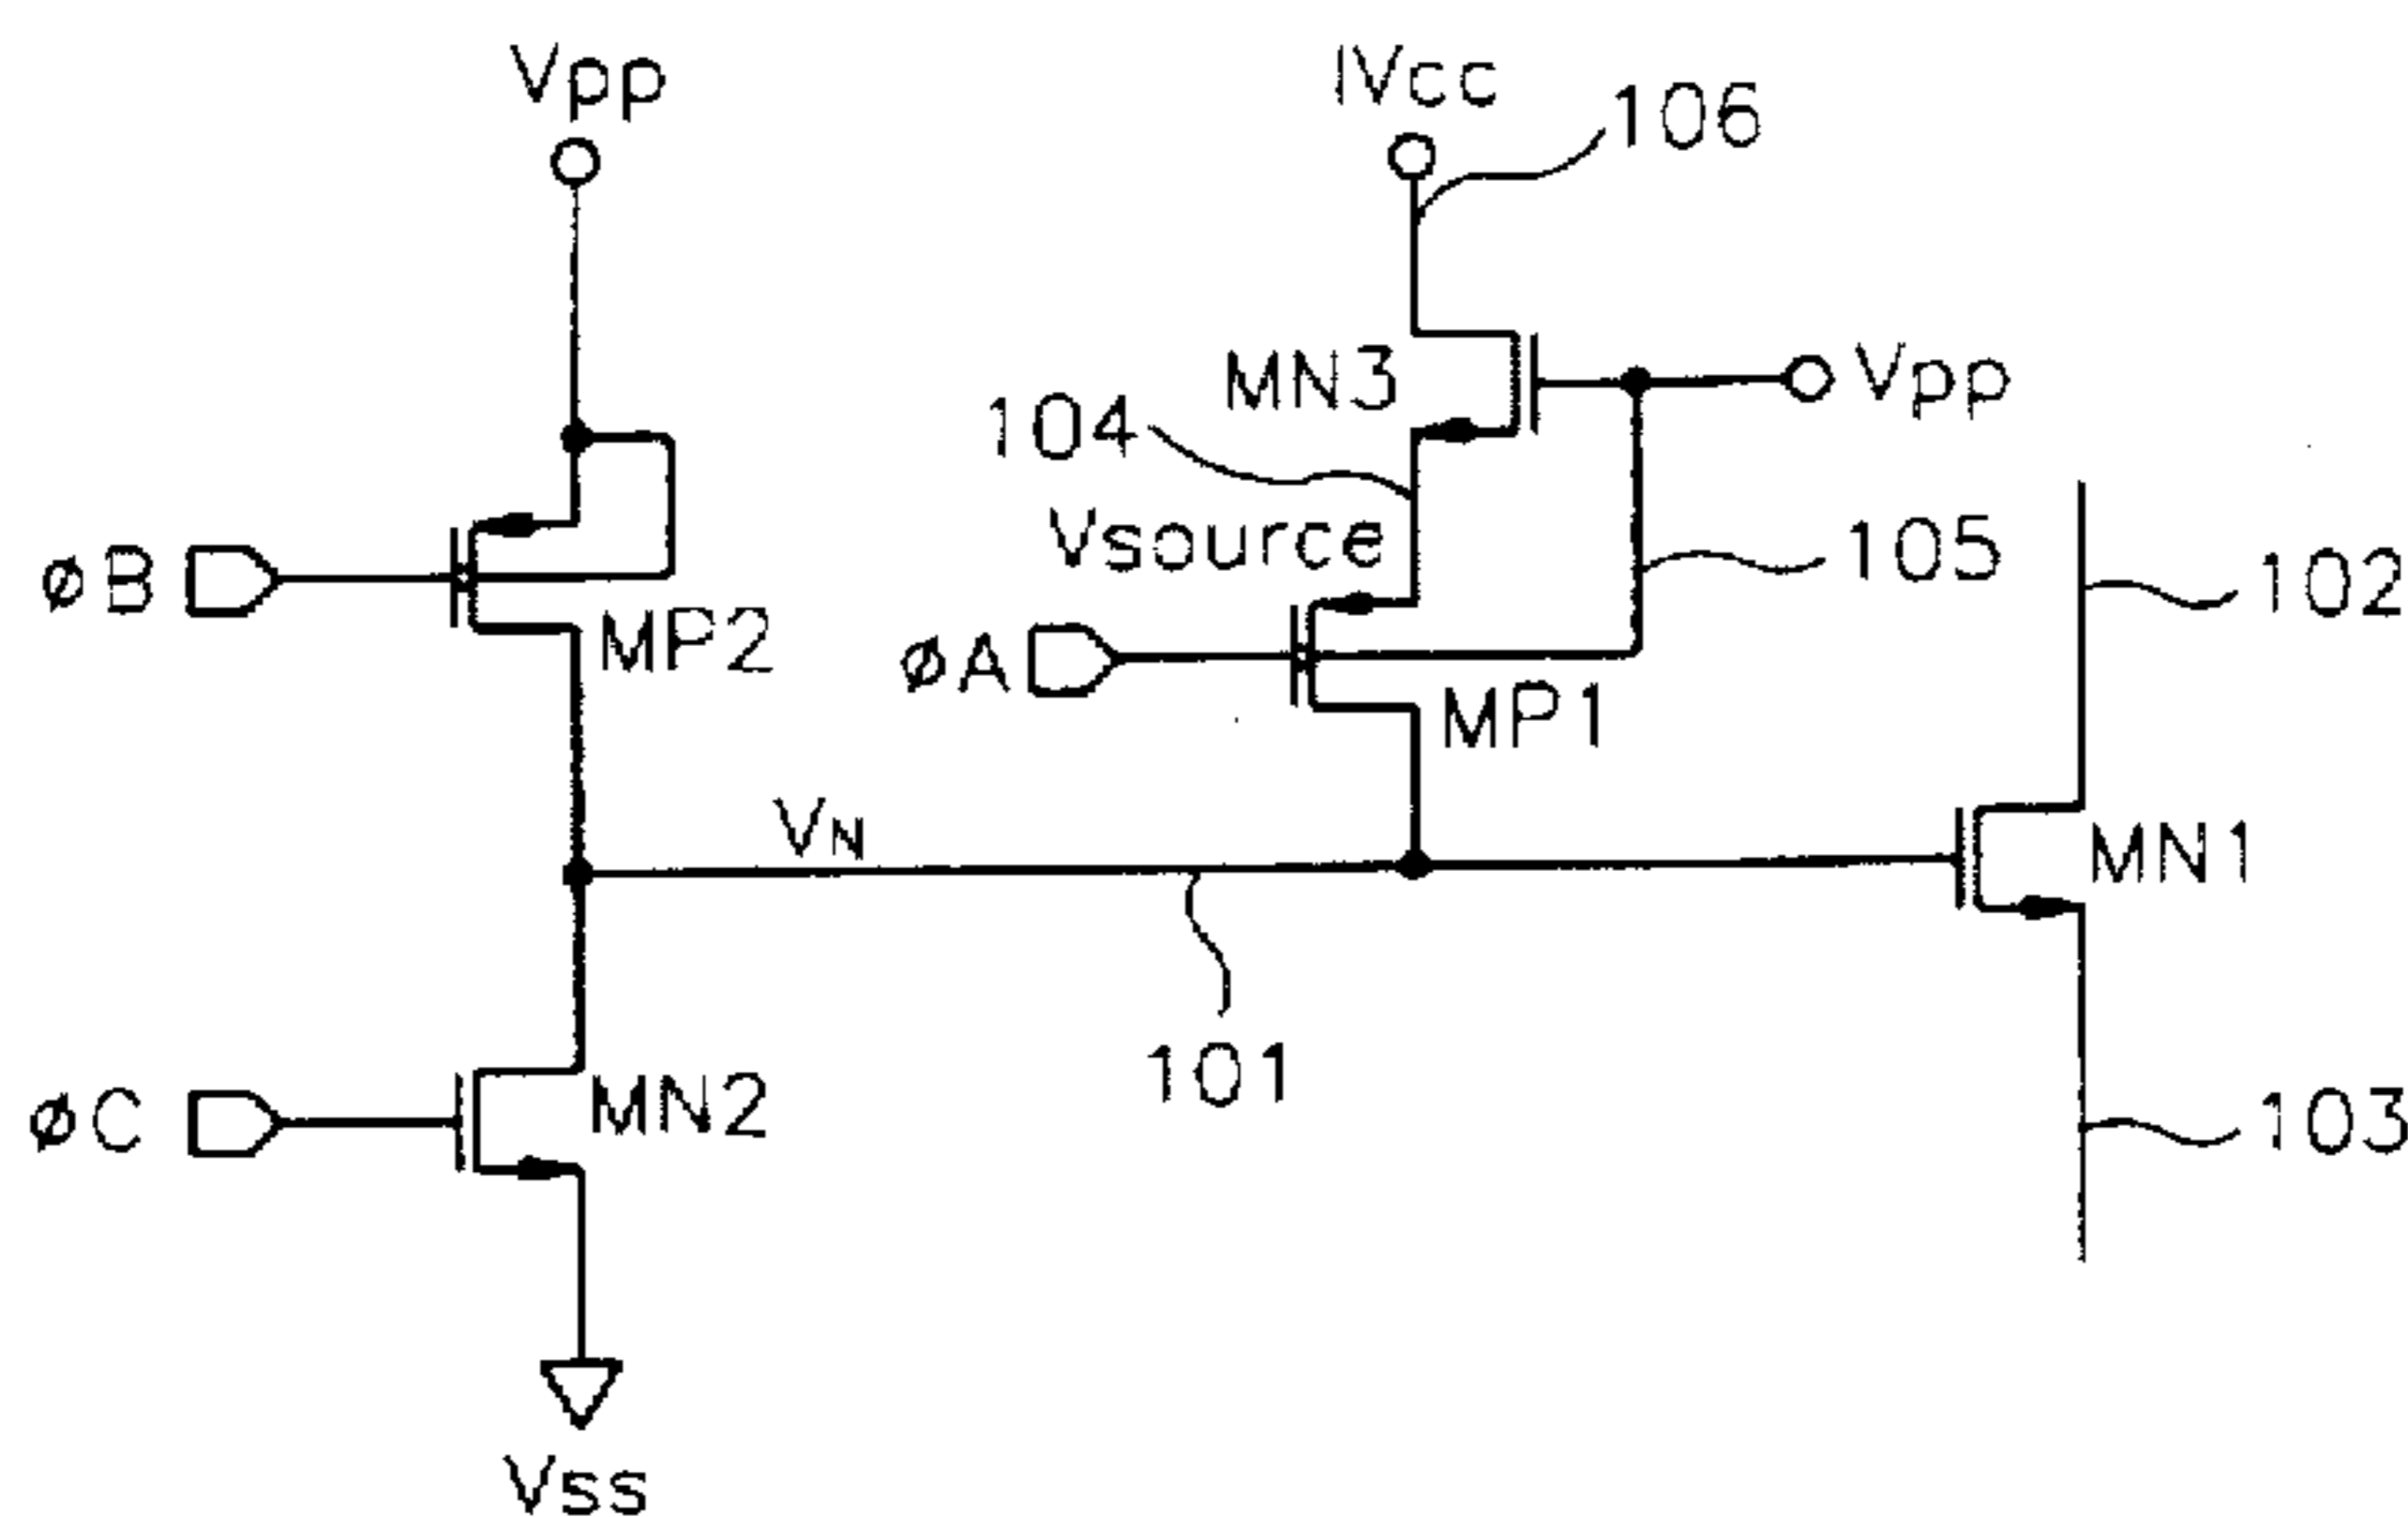 Vpp
IVcc
106
MN3
Vpp
104
Vsource
105
102
øB
MP2
øA
MP1
VN
MN1
101
øC
MN2
103
Vss